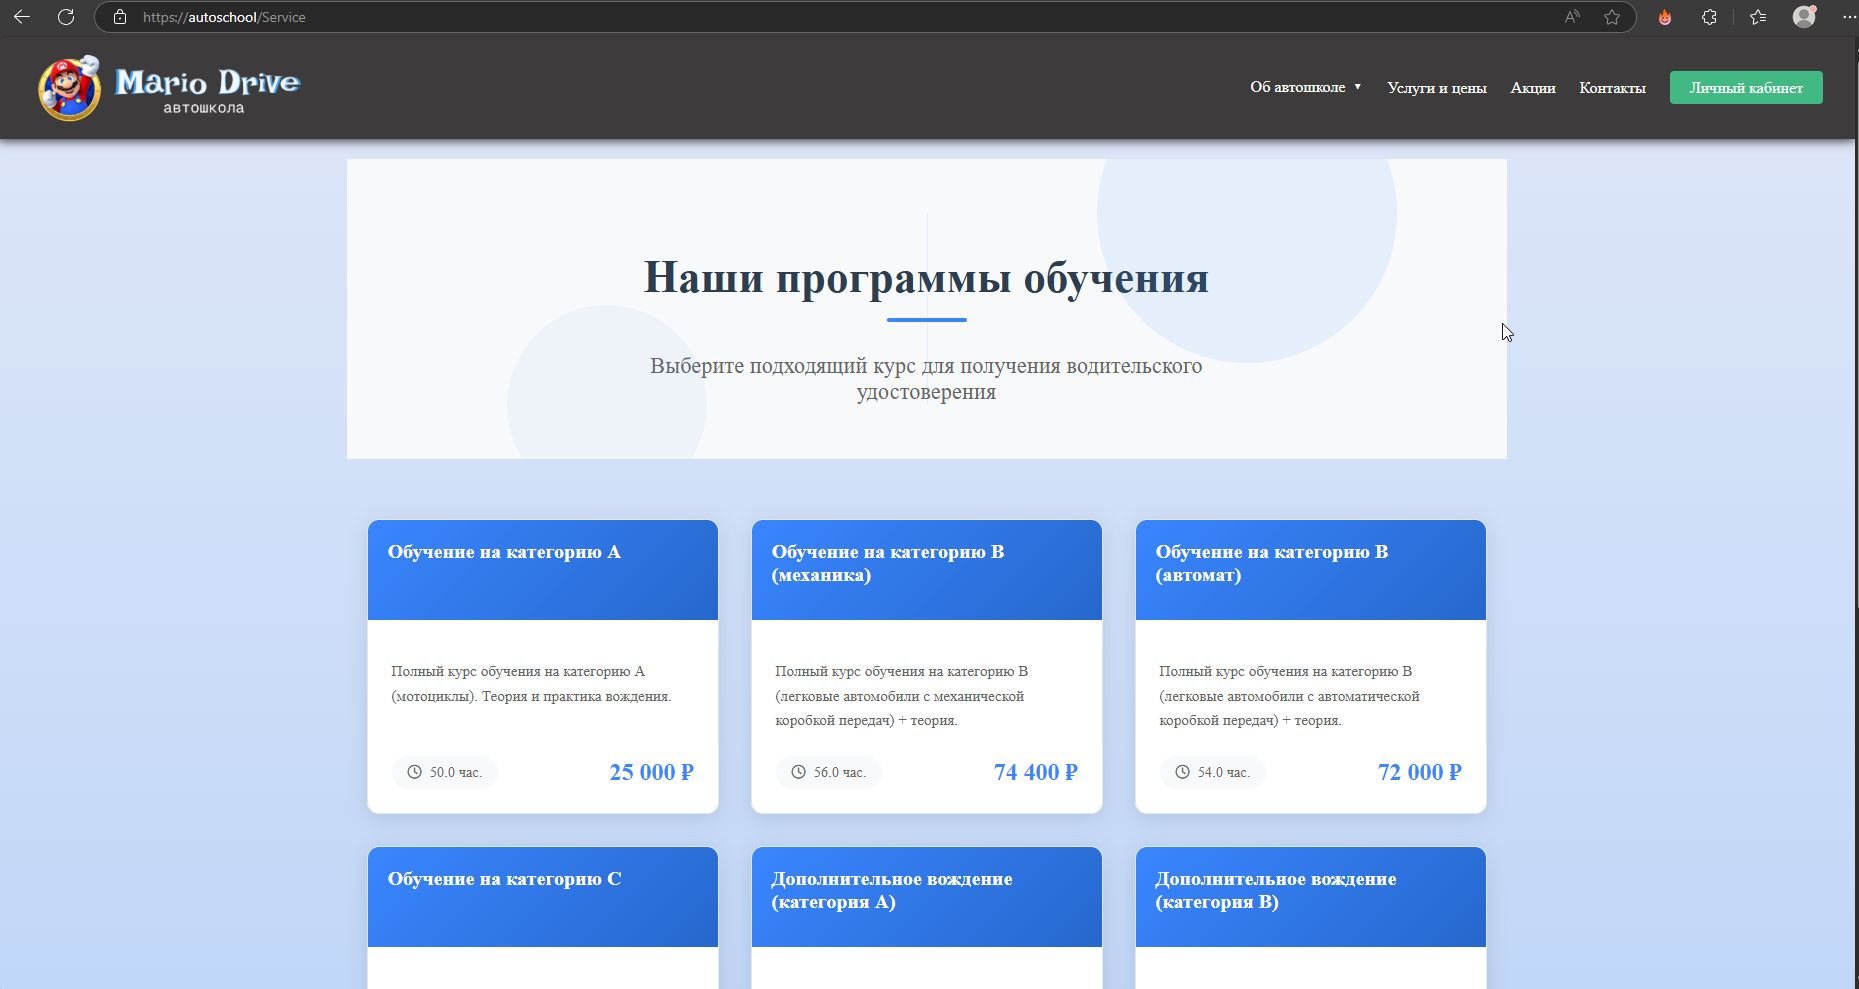 https://autoschool/Service
Mario Drive
автошкола
Об автошколе ▼ Услуги и цены Акции Контакты Личный кабинет
Наши программы обучения
Выберите подходящий курс для получения водительского
удостоверения
Обучение на категорию A
Полный курс обучения на категорию A
(мотоциклы). Теория и практика вождения.
50.0 час. 25 000 ₽
Обучение на категорию B
(механика)
Полный курс обучения на категорию B
(легковые автомобили с механической
коробкой передач) + теория.
56.0 час. 74 400 ₽
Обучение на категорию B
(автомат)
Полный курс обучения на категорию B
(легковые автомобили с автоматической
коробкой передач) + теория.
54.0 час. 72 000 ₽
Обучение на категорию C
Дополнительное вождение
(категория A)
Дополнительное вождение
(категория B)